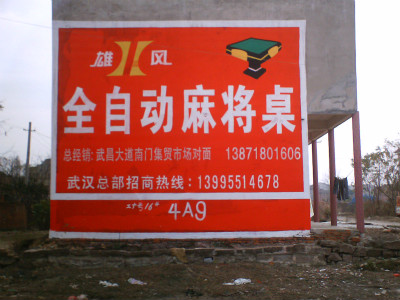 雄 风
全自动麻将桌
总经销: 武昌大道南门集贸市场对面 13871801606
武汉总部招商热线: 13995514678
4A9